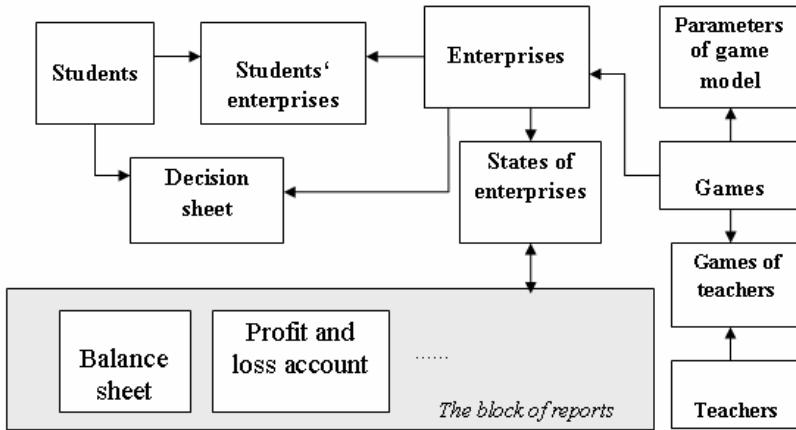 Students
Students‘
enterprises
Enterprises
Parameters
of game
model
Decision
sheet
States of
enterprises
Games
Games of
teachers
Balance
sheet
Profit and
loss account
......
The block of reports
Teachers